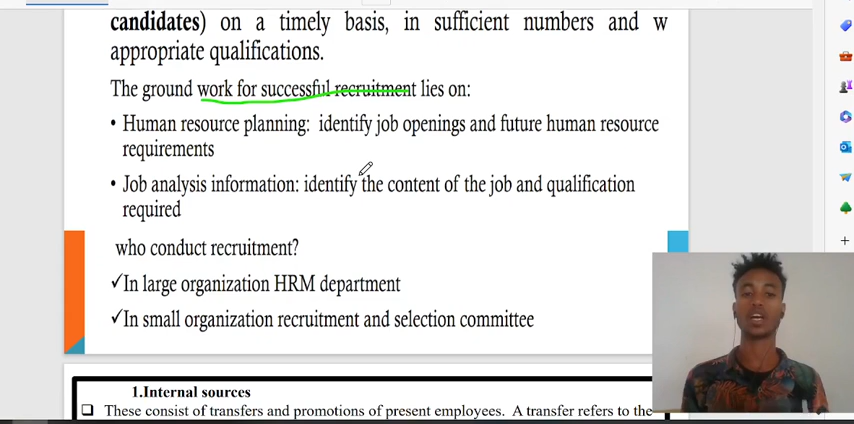 candidates) on a timely basis, in sufficient numbers and w
appropriate qualifications.
The ground work for successful recruitment lies on:
• Human resource planning: identify job openings and future human resource
requirements
• Job analysis information: identify the content of the job and qualification
required
who conduct recruitment?
✓In large organization HRM department
✓In small organization recruitment and selection committee
1.Internal sources
❑ These consist of transfers and promotions of present employees. A transfer refers to the